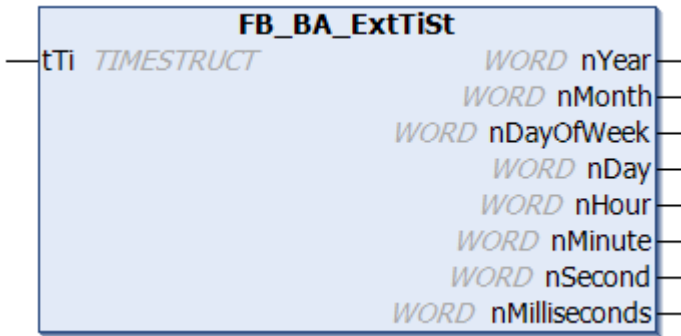 FB_BA_ExtTiSt
tTi TIMESTRUCT WORD nYear
WORD nMonth
WORD nDayOfWeek
WORD nDay
WORD nHour
WORD nMinute
WORD nSecond
WORD nMilliseconds